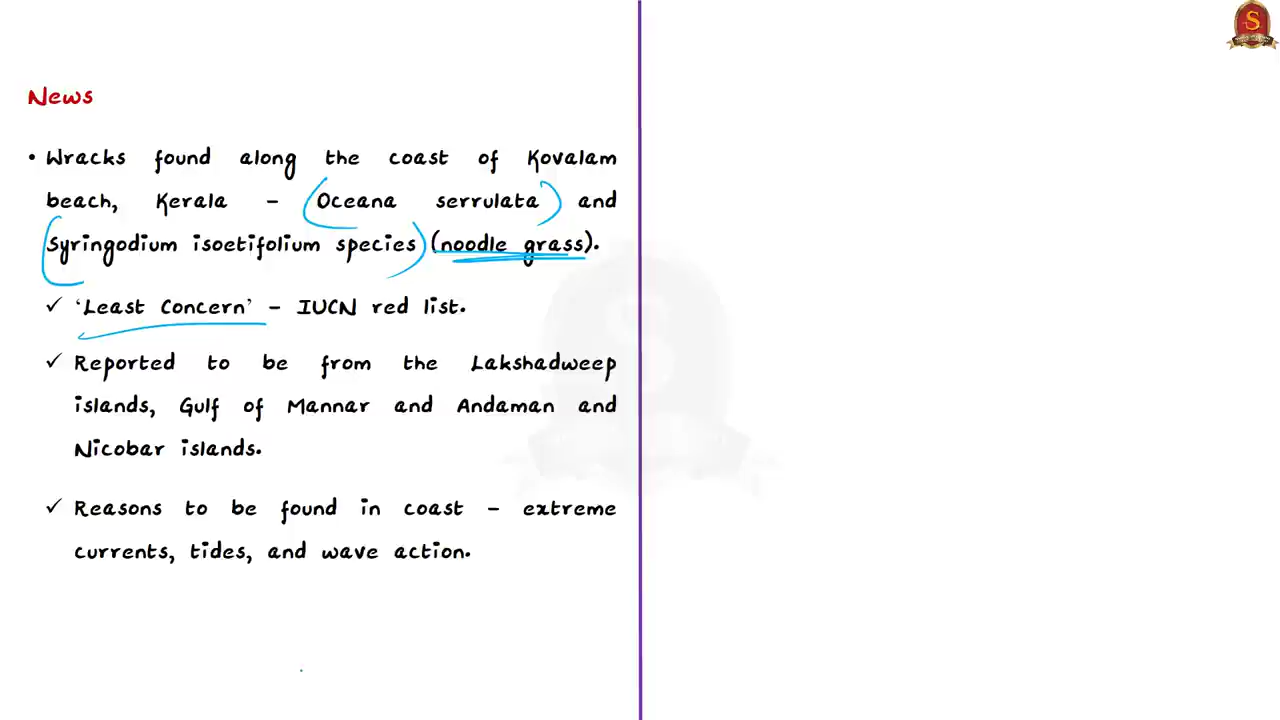 News
• Wracks found along the coast of Kovalam
beach, Kerala - Oceana serrulata and
Syringodium isoetifolium species (noodle grass).
✓ 'Least Concern' - IUCN red list.
✓ Reported to be from the Lakshadweep
islands, Gulf of Mannar and Andaman and
Nicobar islands.
✓ Reasons to be found in coast - extreme
currents, tides, and wave action.
S